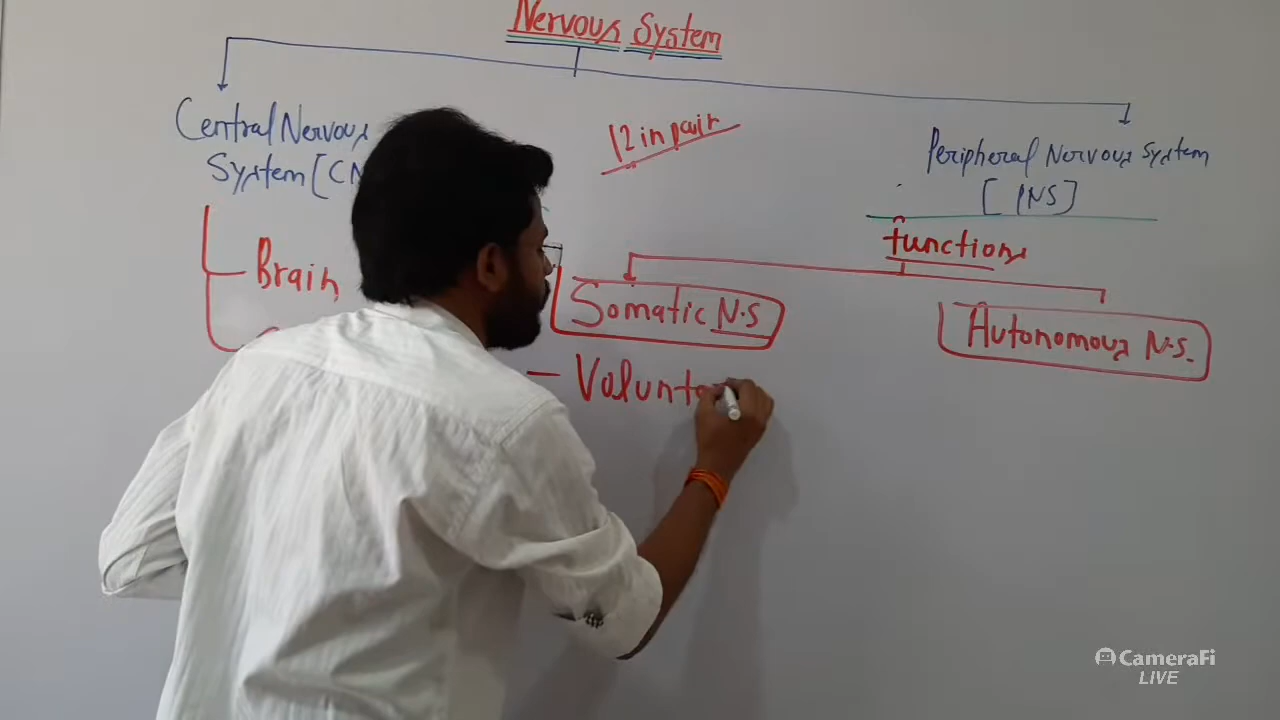 Nervous System
Central Nervous
System [CN
12 in pair
Peripheral Nervous System
[PNS]
functions
Brain
Somatic N.S
Autonomous N.S.
- Volunta
CameraFi
LIVE